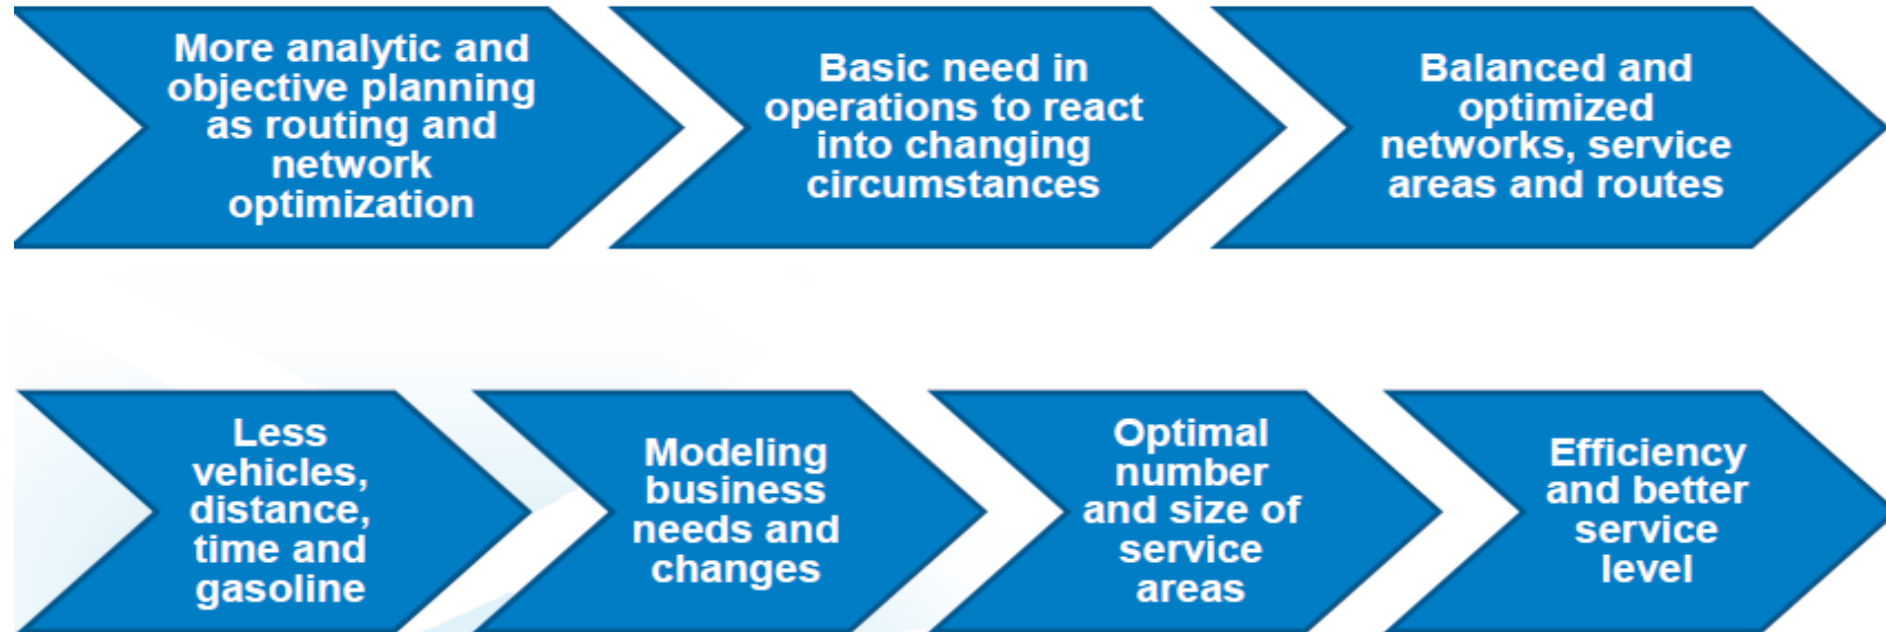 More analytic and
objective planning
as routing and
network
optimization
Basic need in
operations to react
into changing
circumstances
Balanced and
optimized
networks, service
areas and routes
Less
vehicles,
distance,
time and
gasoline
Modeling
business
needs and
changes
Optimal
number
and size of
service
areas
Efficiency
and better
service
level